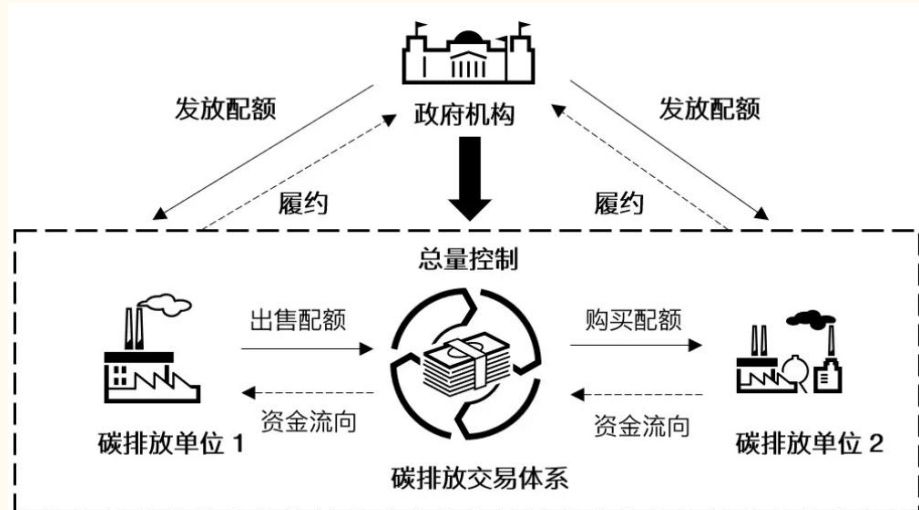 政府机构
发放配额
发放配额
履约
履约
总量控制
出售配额
购买配额
资金流向
资金流向
碳排放单位 1
碳排放单位 2
碳排放交易体系